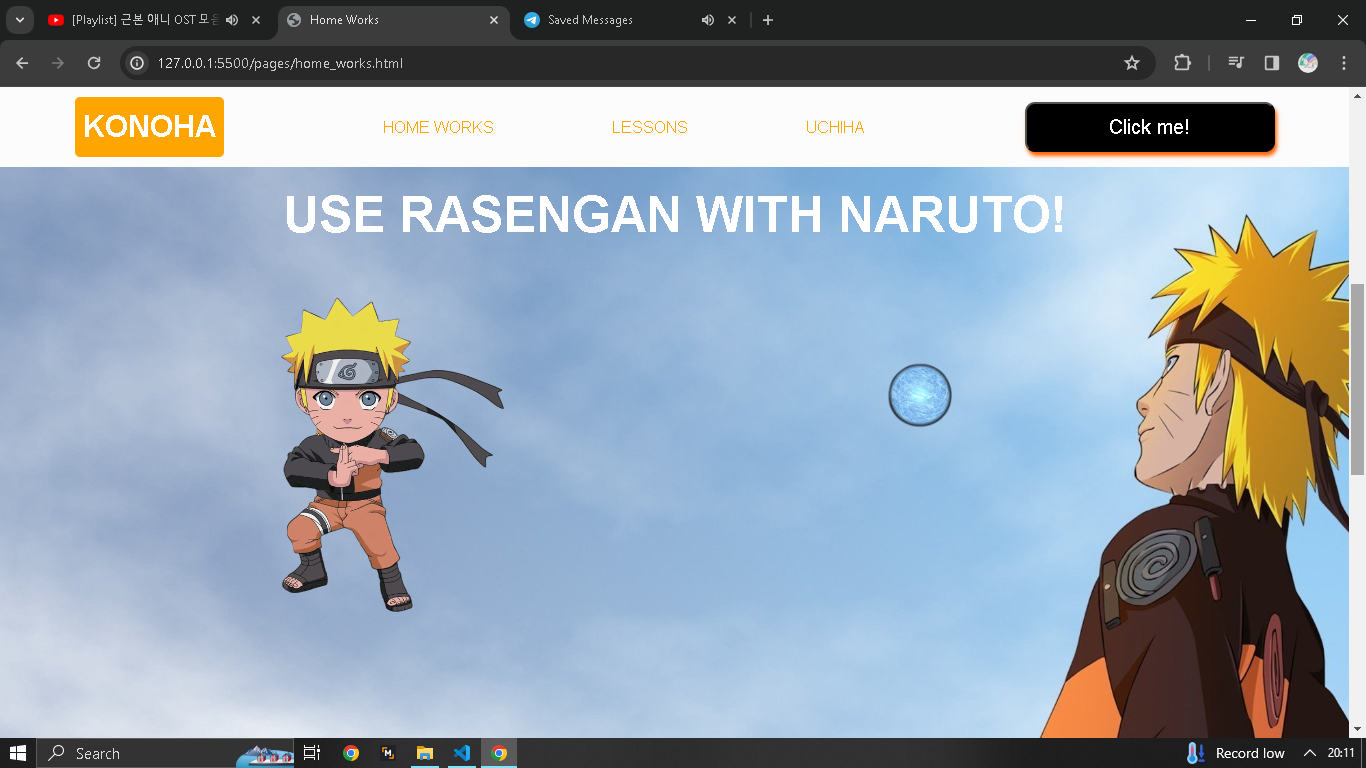 [Playlist] 근본 애니 OST 모음
Home Works
Saved Messages
127.0.0.1:5500/pages/home_works.html
KONOHA
HOME WORKS
LESSONS
UCHIHA
Click me!
USE RASENGAN WITH NARUTO!
Search
Record low
20:11